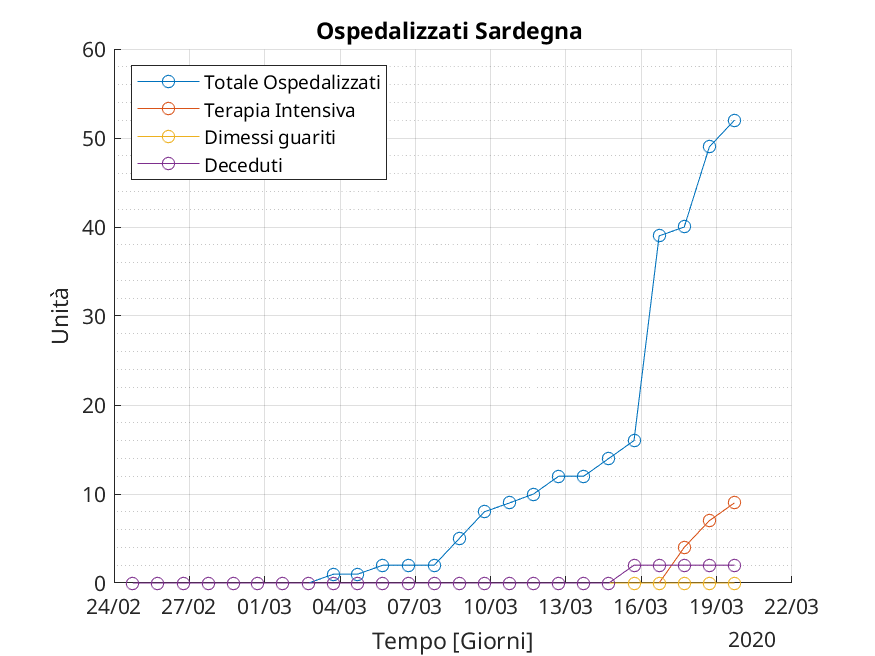 Ospedalizzati Sardegna
60
50
40
30
20
10
0
Unità
Totale Ospedalizzati
Terapia Intensiva
Dimessi guariti
Deceduti
24/02 27/02 01/03 04/03 07/03 10/03 13/03 16/03 19/03 22/03
Tempo [Giorni]
2020